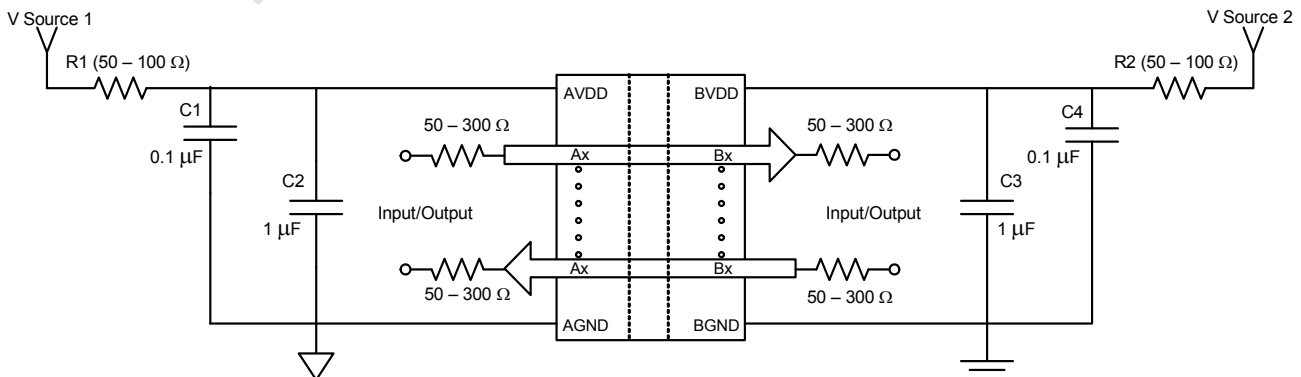 V Source 1
V Source 2
R1 (50 – 100 Ω)
R2 (50 – 100 Ω)
C1
0.1 μF
AVDD
BVDD
C4
0.1 μF
50 – 300 Ω
50 – 300 Ω
Ax
Bx
C2
1 μF
Input/Output
Input/Output
C3
1 μF
Ax
Bx
50 – 300 Ω
50 – 300 Ω
AGND
BGND